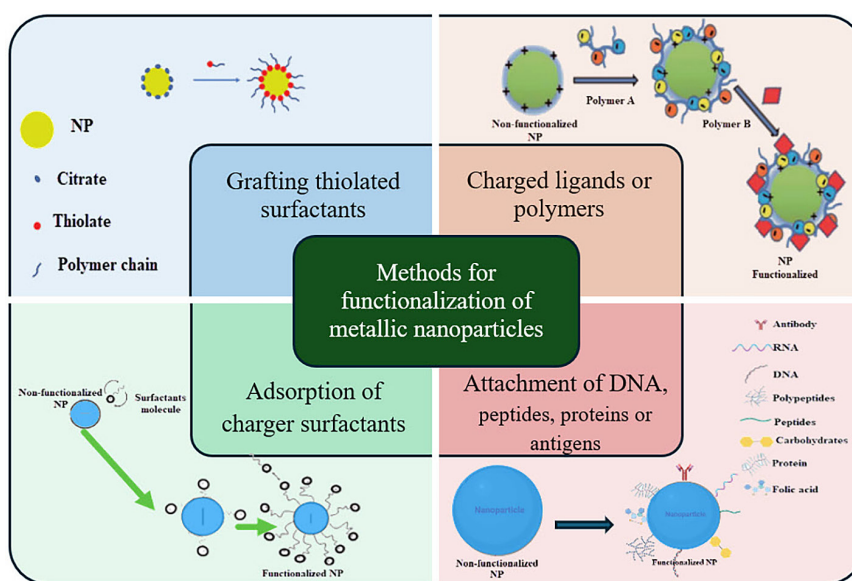 NP
Citrate
Thiolate
Polymer chain
Grafting thiolated
surfactants
Non-functionalized
NP
Polymer A
Polymer B
NP
Functionalized
Charged ligands or
polymers
Methods for
functionalization of
metallic nanoparticles
Non-functionalized
NP
Surfactants
molecule
Adsorption of
charger surfactants
Functionalized NP
Attachment of DNA,
peptides, proteins or
antigens
Antibody
RNA
DNA
Polypeptides
Peptides
Carbohydrates
Protein
Folic acid
Nanoparticle
Non-functionalized
NP
Nanoparticle
Functionalized NP